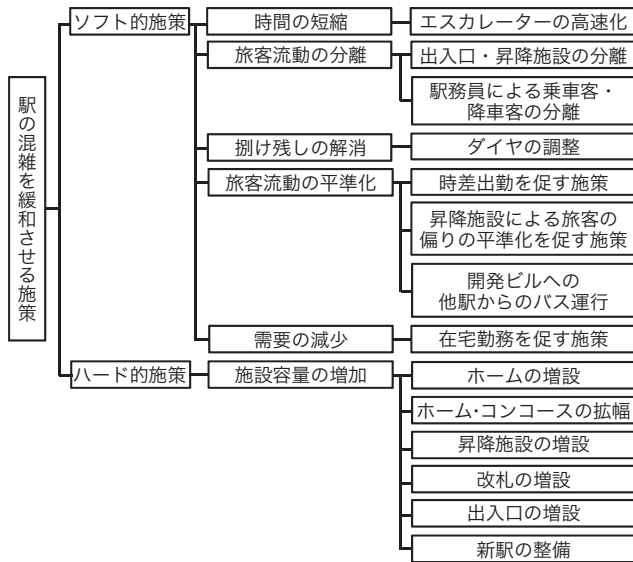 駅の混雑を緩和させる施策
ソフト的施策
時間の短縮
エスカレーターの高速化
旅客流動の分離
出入口・昇降施設の分離
駅務員による乗車客・
降車客の分離
捌け残しの解消
ダイヤの調整
旅客流動の平準化
時差出勤を促す施策
昇降施設による旅客の
偏りの平準化を促す施策
開発ビルへの
他駅からのバス運行
需要の減少
在宅勤務を促す施策
ハード的施策
施設容量の増加
ホームの増設
ホーム・コンコースの拡幅
昇降施設の増設
改札の増設
出入口の増設
新駅の整備